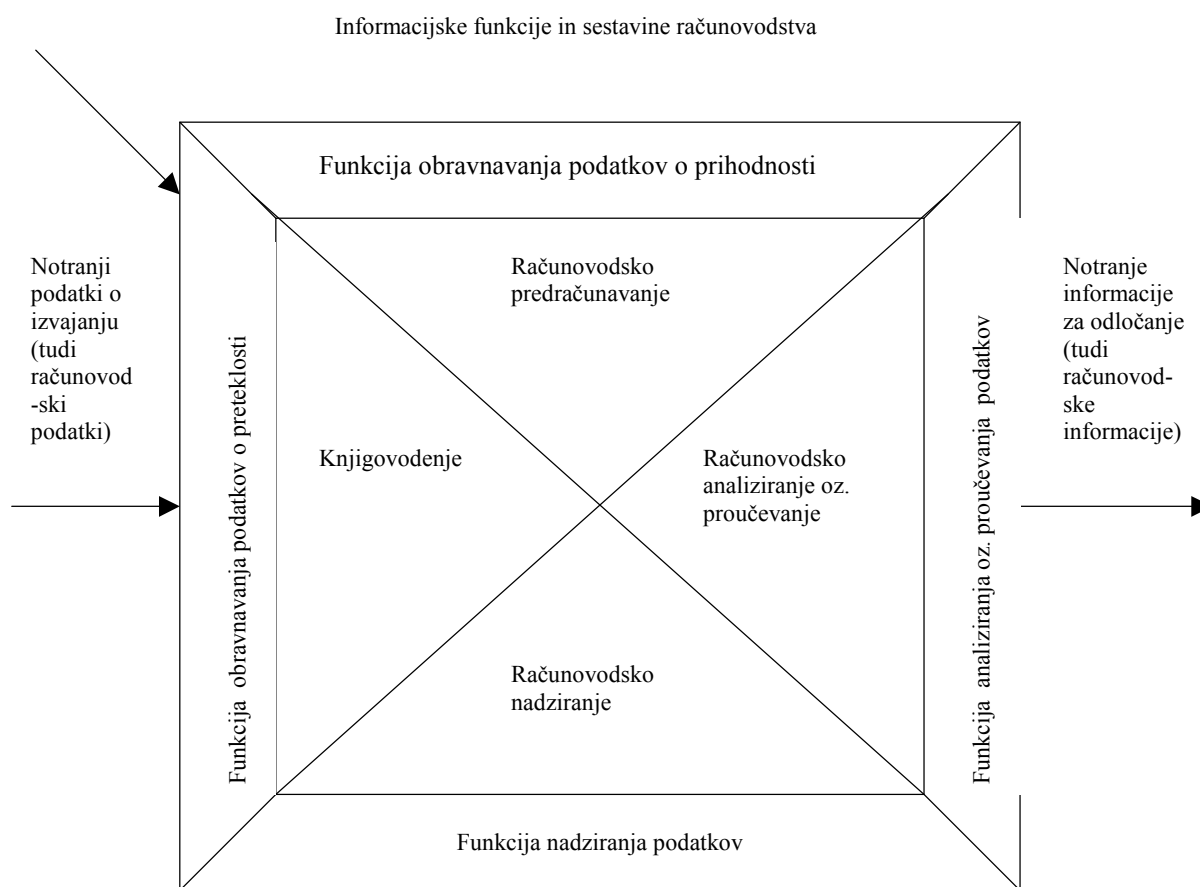 Informacijske funkcije in sestavine računovodstva
Funkcija obravnavanja podatkov o prihodnosti
Notranji
podatki o
izvajanju
(tudi
računovod
-ski
podatki)
Funkcija obravnavanja podatkov o preteklosti
Računovodsko
predračunavanje
Knjigovodenje
Računovodsko
analiziranje oz.
proučevanje
Računovodsko
nadziranje
Funkcija analiziranja oz. proučevanja podatkov
Notranje
informacije
za odločanje
(tudi
računovod-
ske
informacije)
Funkcija nadziranja podatkov